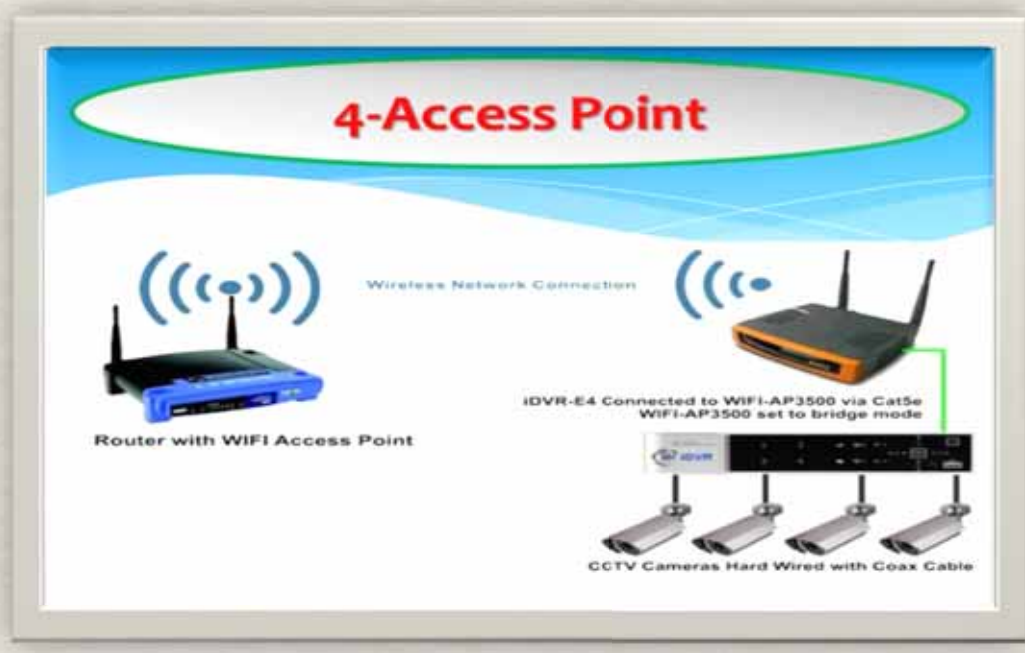 4-Access Point
Wireless Network Connection
iDVR-E4 Connected to WIFI-AP3500 via Cat5e
WIFI-AP3500 set to bridge mode
Router with WIFI Access Point
iDVR
CCTV Cameras Hard Wired with Coax Cable